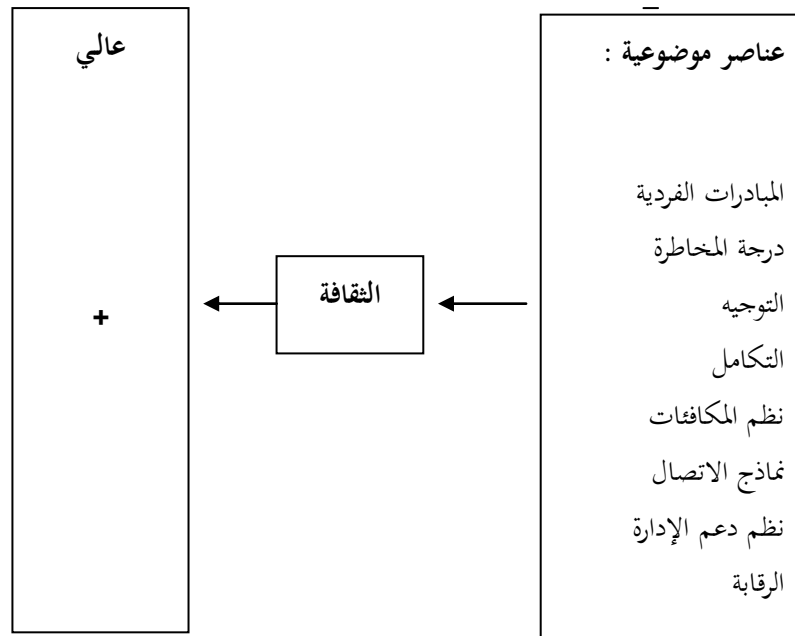 عناصر موضوعية :
المبادرات الفردية
درجة المخاطرة
التوجيه
التكامل
نظم المكافئات
نماذج الاتصال
نظم دعم الإدارة
الرقابة
الثقافة
عالي
+